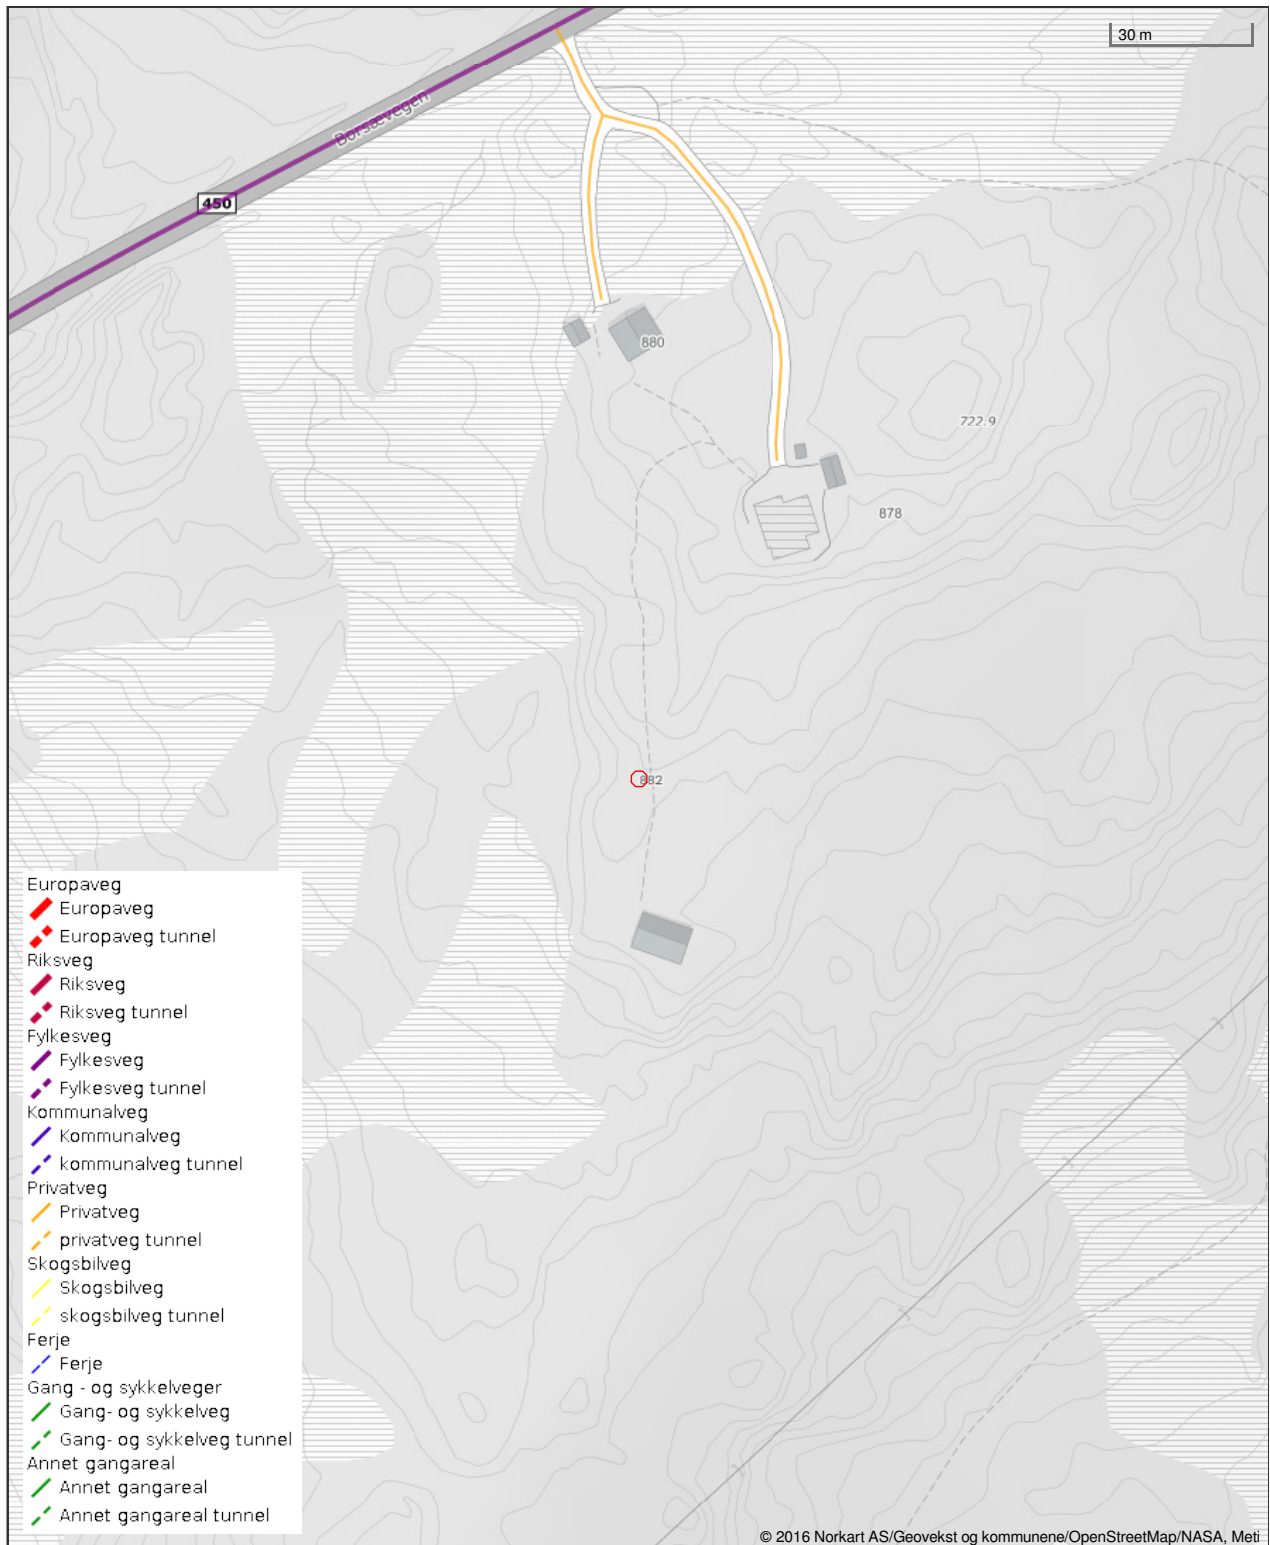 30 m
Borsævegen
450
880
722.9
878
882
Europaveg
Europaveg
Europaveg tunnel
Riksveg
Riksveg
Riksveg tunnel
Fylkesveg
Fylkesveg
Fylkesveg tunnel
Kommunalveg
Kommunalveg
kommunalveg tunnel
Privatveg
Privatveg
privatveg tunnel
Skogsbilveg
Skogsbilveg
skogsbilveg tunnel
Ferje
Ferje
Gang - og sykkelveger
Gang- og sykkelveg
Gang- og sykkelveg tunnel
Annet gangareal
Annet gangareal
Annet gangareal tunnel
© 2016 Norkart AS/Geovekst og kommunene/OpenStreetMap/NASA, Meti